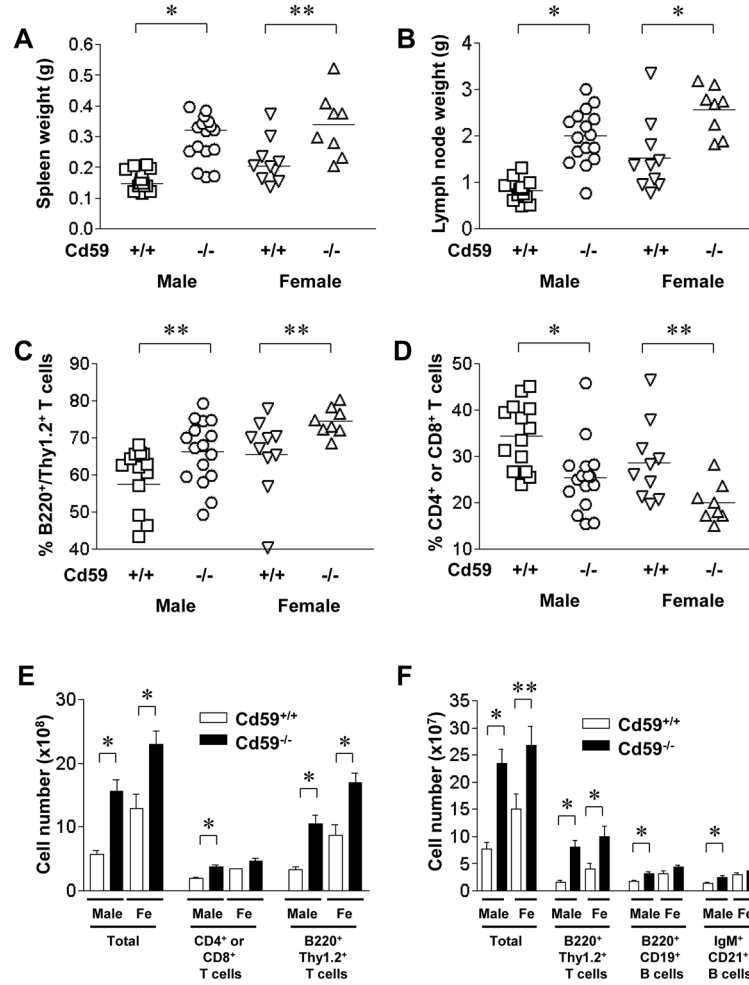 A
Spleen weight (g)
0.6
0.5
0.4
0.3
0.2
0.1
0.0
* **
Cd59 +/+ -/- +/+ -/-
Male Female
B
Lymph node weight (g)
4
3
2
1
0
* *
Cd59 +/+ -/- +/+ -/-
Male Female
C
% B220⁺/Thy1.2⁺ T cells
90
80
70
60
50
40
** **
Cd59 +/+ -/- +/+ -/-
Male Female
D
% CD4⁺ or CD8⁺ T cells
50
40
30
20
10
* **
Cd59 +/+ -/- +/+ -/-
Male Female
E
Cell number (x10⁸)
30
20
10
0
Cd59⁺/⁺
Cd59⁻/⁻
* * * * *
Male Fe Male Fe Male Fe
Total
CD4⁺ or
CD8⁺
T cells
B220⁺
Thy1.2⁺
T cells
F
Cell number (x10⁷)
35
30
25
20
15
10
5
0
Cd59⁺/⁺
Cd59⁻/⁻
* ** * * * *
Male Fe Male Fe Male Fe Male Fe
Total
B220⁺
Thy1.2⁺
T cells
B220⁺
CD19⁺
B cells
IgM⁺
CD21⁺
B cells